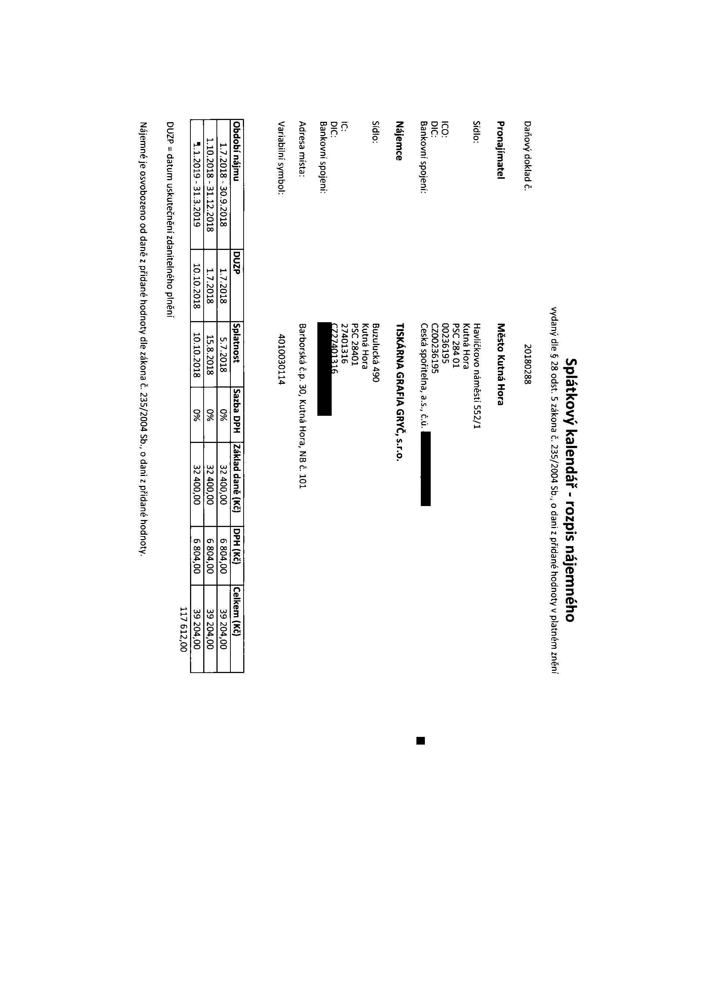 Splátkový kalendář - rozpis nájemného
vydaný dle § 28 odst. 5 zákona č. 235/2004 Sb., o dani z přidané hodnoty v platném znění
Daňový doklad č. 20180288
Pronajímatel Město Kutná Hora
Sídlo: Havlíčkovo náměstí 552/1
Kutná Hora
PSC 284 01
ICO: 00236195
DIC: CZ00236195
Bankovní spojení: Ceská spořitelna, a.s., č.ú.
Nájemce TISKÁRNA GRAFIA GRYČ, s.r.o.
Sídlo: Buzulucká 490
Kutná Hora
PSC 28401
IC: 27401316
DIC: CZ27401316
Bankovní spojeni:
Adresa místa: Barborská č.p. 30, Kutná Hora, NB č. 101
Variabilní symbol: 4010030114
Období nájmu DUZP Splatnost Sazba DPH Základ daně (Kč) DPH (Kč) Celkem (Kč)
1.7.2018 - 30.9.2018 1.7.2018 5.7.2018 0% 32 400,00 6 804,00 39 204,00
1.10.2018 - 31.12.2018 1.7.2018 15.8.2018 0% 32 400,00 6 804,00 39 204,00
1.1.2019 - 31.3.2019 10.10.2018 10.10.2018 0% 32 400,00 6 804,00 39 204,00
117 612,00
DUZP = datum uskutečnění zdanitelného plnění
Nájemné je osvobozeno od daně z přidané hodnoty dle zákona č. 235/2004 Sb., o dani z přidané hodnoty.